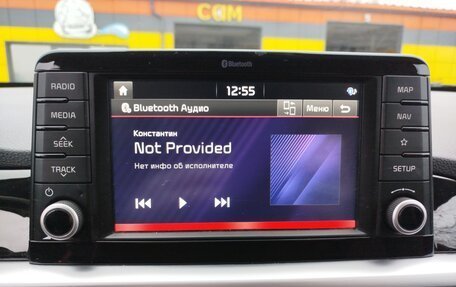 СОМ
Bluetooth
RADIO
MEDIA
SEEK
TRACK
12:55
Bluetooth Аудио
Меню
Константин
Not Provided
Нет инфо об исполнителе
MAP
NAV
SETUP